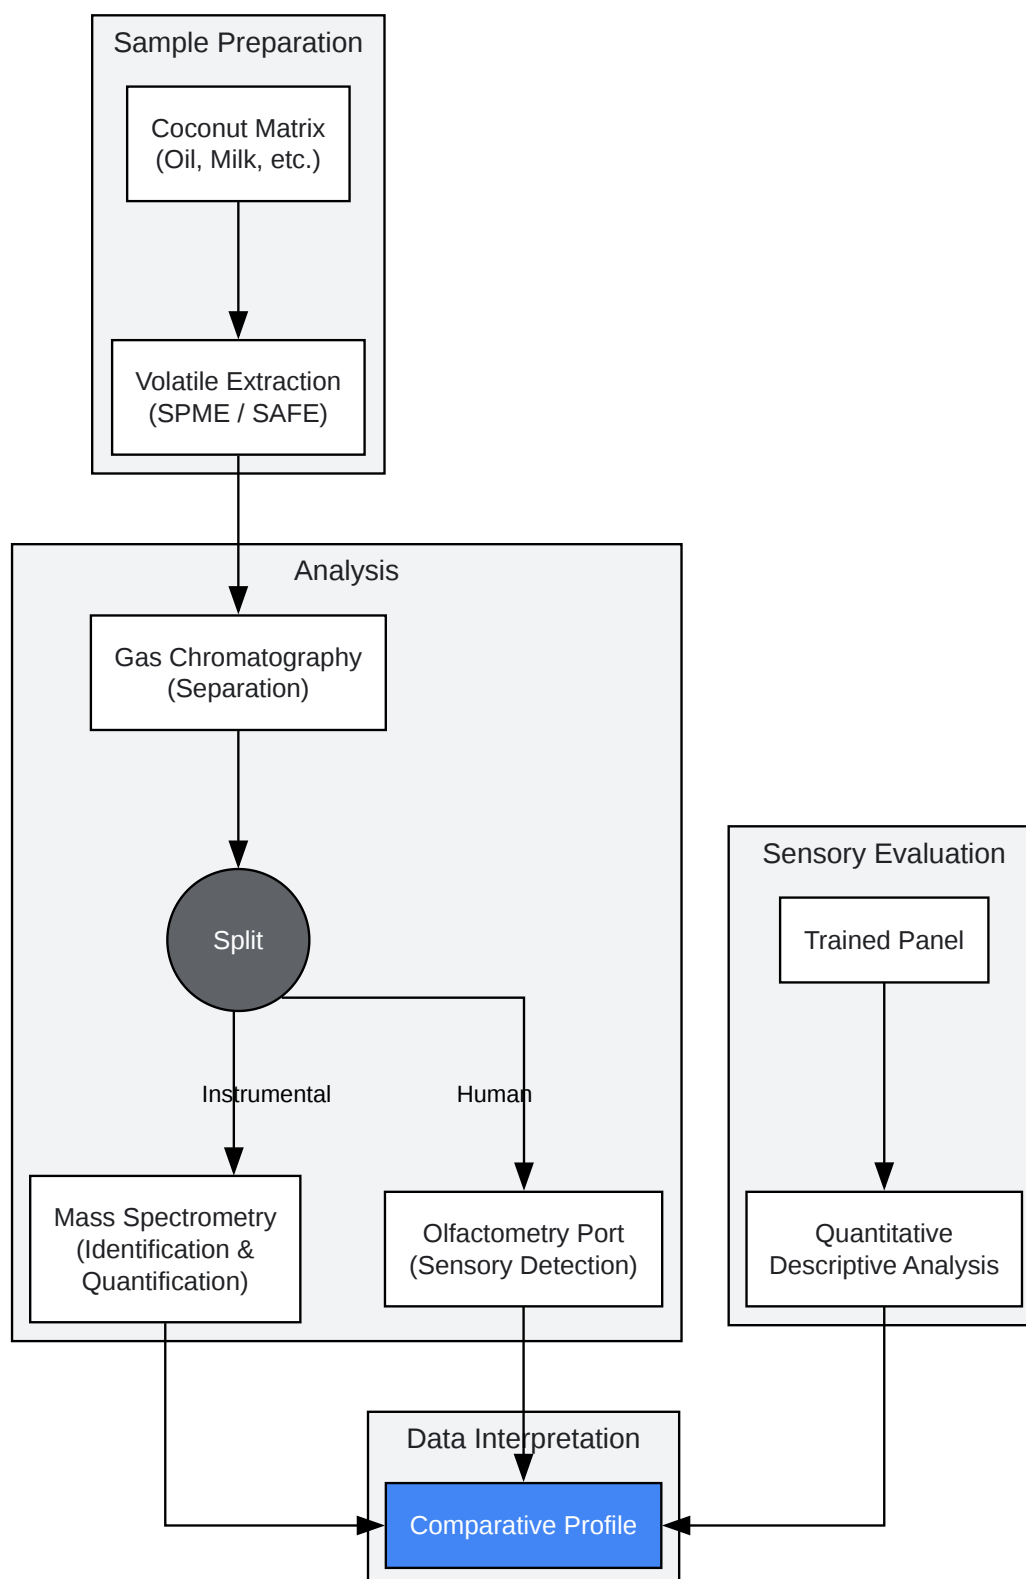 Sample Preparation
Coconut Matrix
(Oil, Milk, etc.)
Volatile Extraction
(SPME / SAFE)
Analysis
Gas Chromatography
(Separation)
Split
Instrumental
Human
Mass Spectrometry
(Identification &
Quantification)
Olfactometry Port
(Sensory Detection)
Sensory Evaluation
Trained Panel
Quantitative
Descriptive Analysis
Data Interpretation
Comparative Profile